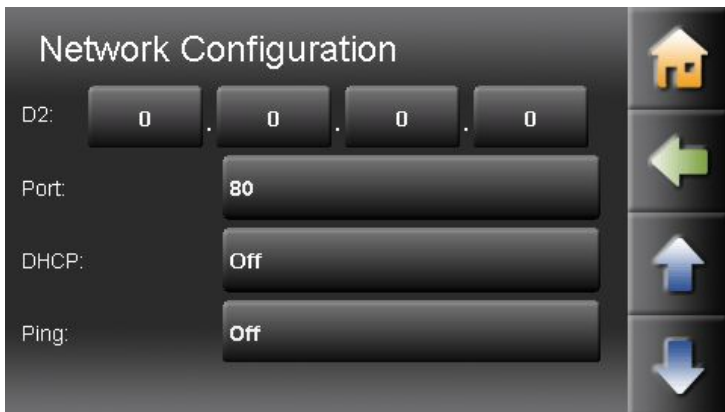 Network Configuration
D2: 0 . 0 . 0 . 0
Port: 80
DHCP: Off
Ping: Off